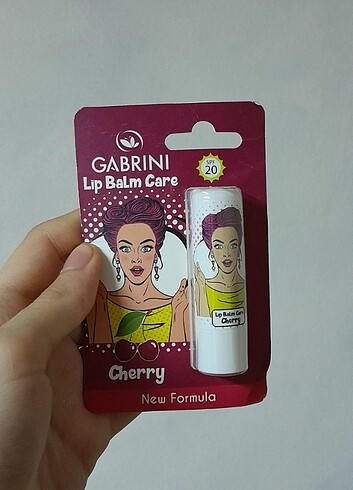 GABRINI
Lip Balm Care
SPF
20
Lip Balm Care
Cherry
Cherry
New Formula